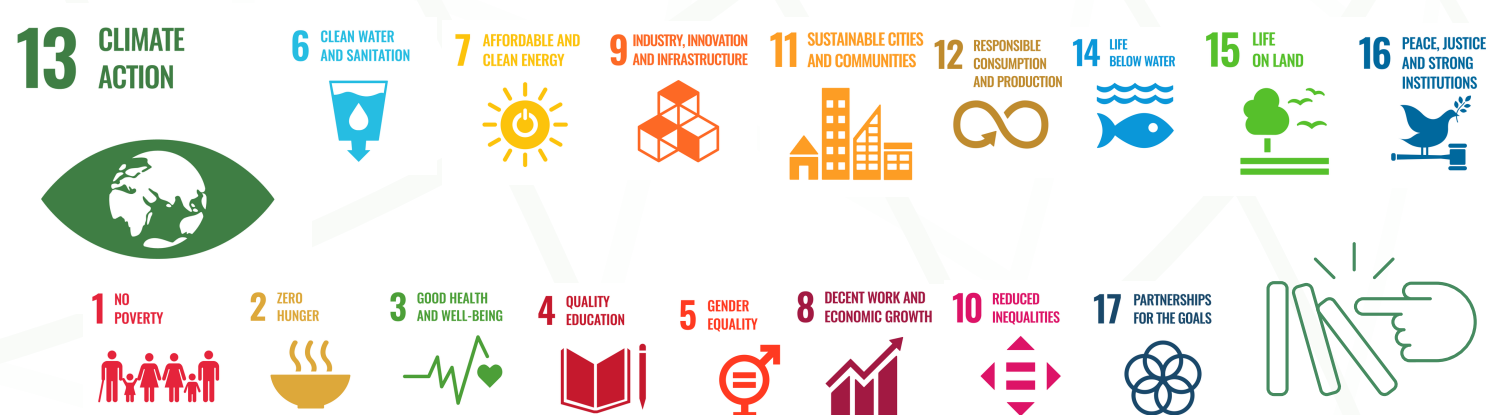 13 CLIMATE
ACTION
6 CLEAN WATER
AND SANITATION
7 AFFORDABLE AND
CLEAN ENERGY
9 INDUSTRY, INNOVATION
AND INFRASTRUCTURE
11 SUSTAINABLE CITIES
AND COMMUNITIES
12 RESPONSIBLE
CONSUMPTION
AND PRODUCTION
14 LIFE
BELOW WATER
15 LIFE
ON LAND
16 PEACE, JUSTICE
AND STRONG
INSTITUTIONS
1 NO
POVERTY
2 ZERO
HUNGER
3 GOOD HEALTH
AND WELL-BEING
4 QUALITY
EDUCATION
5 GENDER
EQUALITY
8 DECENT WORK AND
ECONOMIC GROWTH
10 REDUCED
INEQUALITIES
17 PARTNERSHIPS
FOR THE GOALS